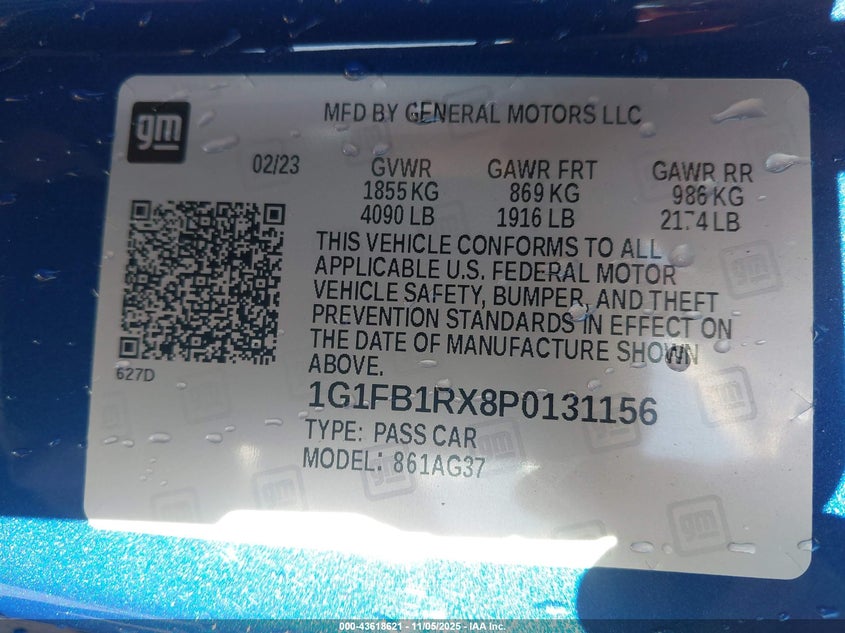 gm
MFD BY GENERAL MOTORS LLC
02/23 GVWR GAWR FRT GAWR RR
1855 KG 869 KG 986 KG
4090 LB 1916 LB 2174 LB
THIS VEHICLE CONFORMS TO ALL
APPLICABLE U.S. FEDERAL MOTOR
VEHICLE SAFETY, BUMPER, AND THEFT
PREVENTION STANDARDS IN EFFECT ON
THE DATE OF MANUFACTURE SHOWN
ABOVE.
627D
1G1FB1RX8P0131156
TYPE: PASS CAR
MODEL: 861AG37
gm
000-43618621 - 11/05/2025 - IAA Inc.